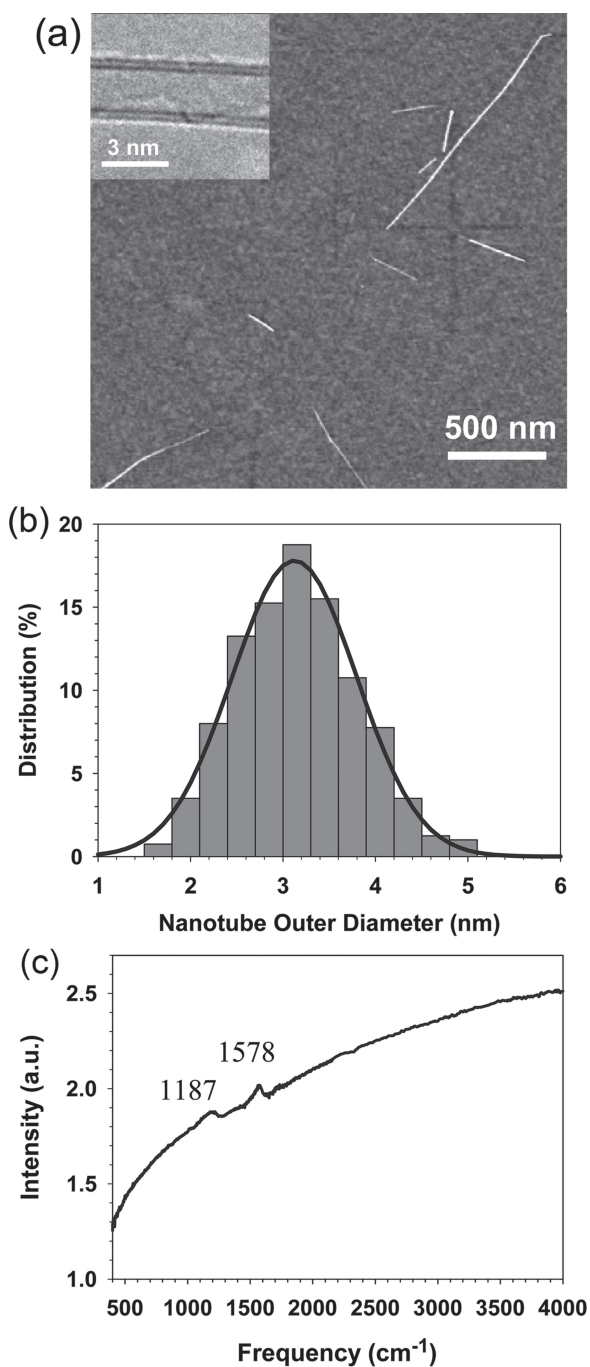 (a)
3 nm
500 nm
(b)
20
15
10
5
0
Distribution (%)
1 2 3 4 5 6
Nanotube Outer Diameter (nm)
(c)
2.5
2.0
1.5
1.0
Intensity (a.u.)
1187
1578
500 1000 1500 2000 2500 3000 3500 4000
Frequency (cm⁻¹)